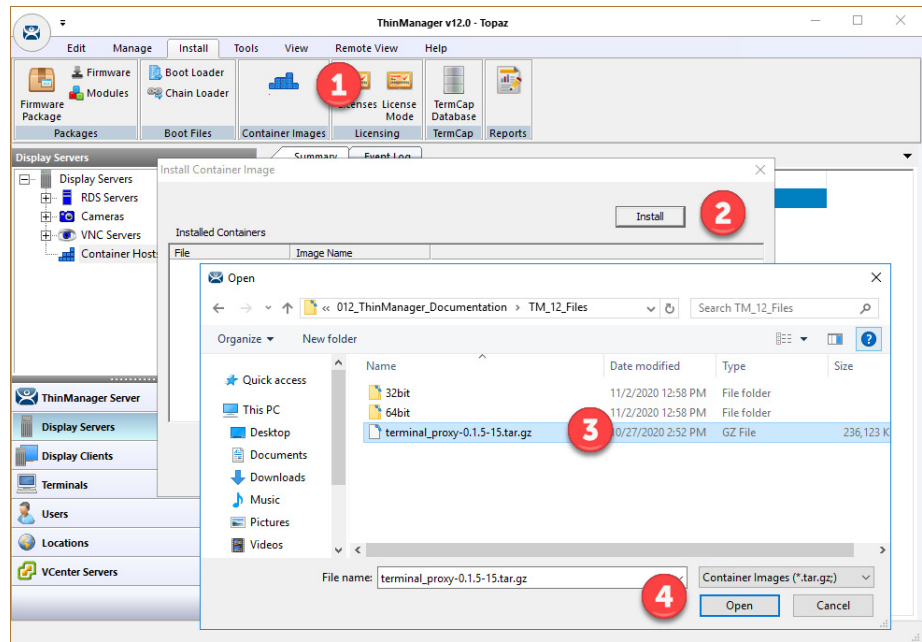 ThinManager v12.0 - Topaz
Edit Manage Install Tools View Remote View Help
Firmware
Modules
Firmware Package
Packages
Boot Loader
Chain Loader
Boot Files
Container Images
1
License Mode
Licensing
TermCap Database
TermCap
Reports
Display Servers
Summary Event Log
Display Servers
RDS Servers
Cameras
VNC Servers
Container Hosts
Install Container Image
Install
2
Installed Containers
File Image Name
Open
« 012_ThinManager_Documentation > TM_12_Files
Search TM_12_Files
Organize New folder
Name Date modified Type Size
Quick access
This PC
Desktop
Documents
Downloads
Music
Pictures
Videos
32bit 11/2/2020 12:58 PM File folder
64bit 11/2/2020 12:58 PM File folder
terminal_proxy-0.1.5-15.tar.gz 3 10/27/2020 2:52 PM GZ File 236,123 K
File name: terminal_proxy-0.1.5-15.tar.gz
Container Images (*.tar.gz;)
4
Open Cancel
ThinManager Server
Display Servers
Display Clients
Terminals
Users
Locations
VCenter Servers